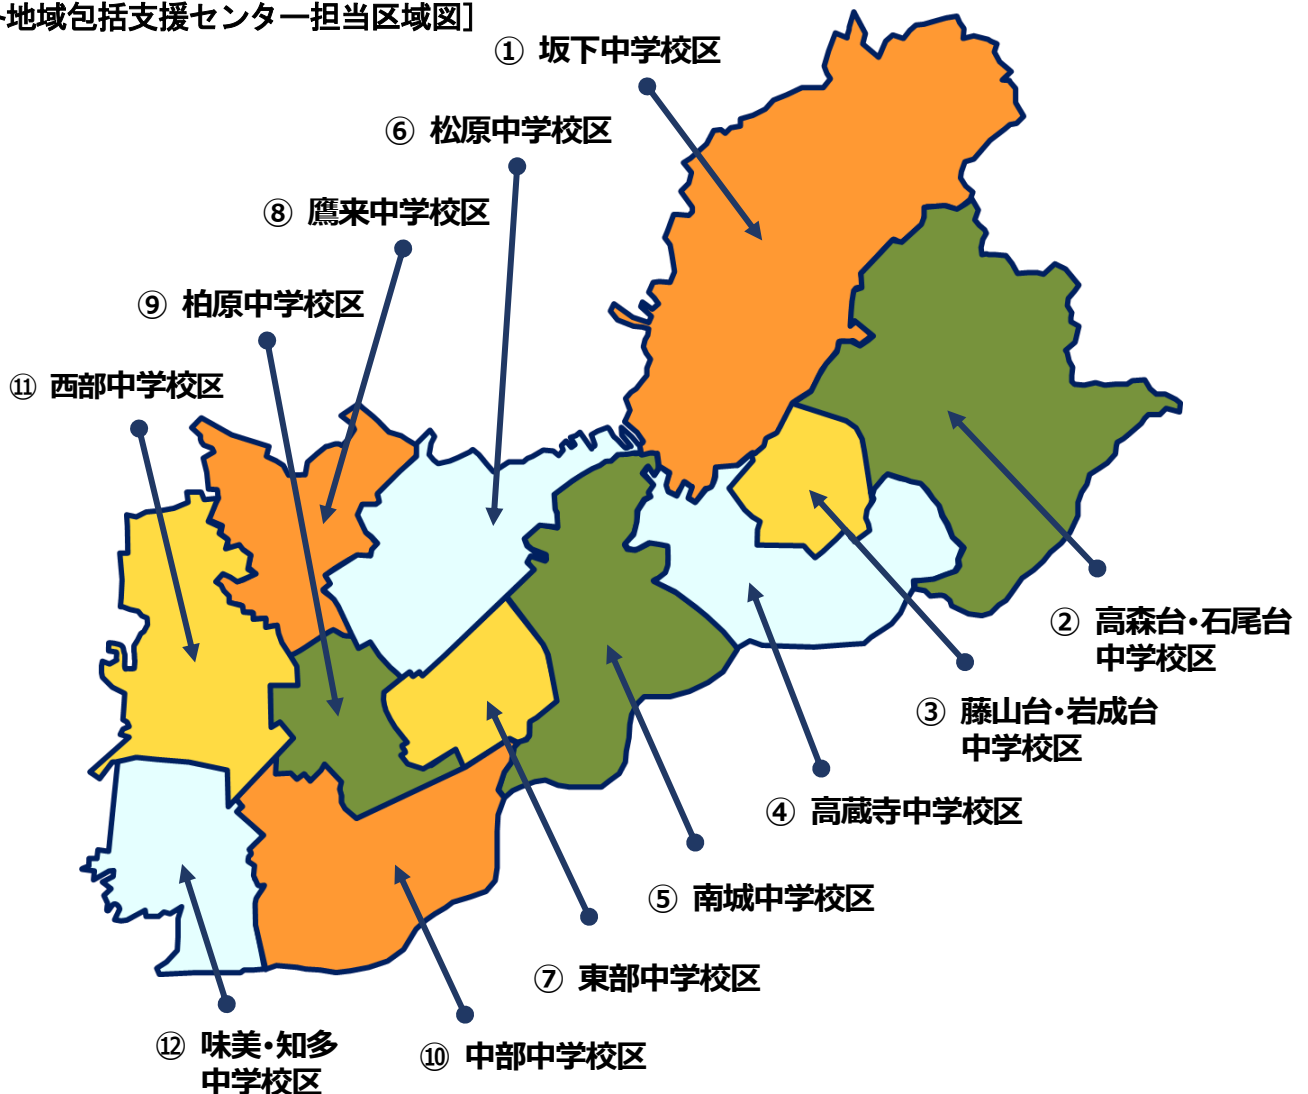 地域包括支援センター担当区域図]
① 坂下中学校区
⑥ 松原中学校区
⑧ 鷹来中学校区
⑨ 柏原中学校区
⑪ 西部中学校区
② 高森台・石尾台
中学校区
③ 藤山台・岩成台
中学校区
④ 高蔵寺中学校区
⑤ 南城中学校区
⑦ 東部中学校区
⑫ 味美・知多
中学校区
⑩ 中部中学校区